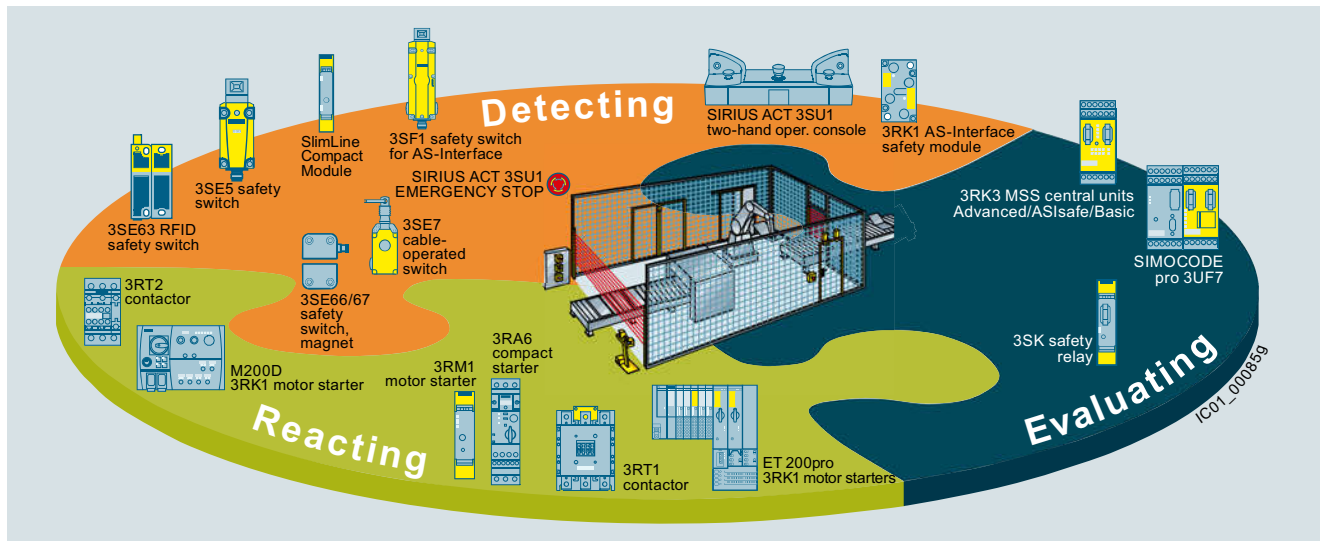 Detecting
SIRIUS ACT 3SU1
two-hand oper. console
3RK1 AS-Interface
safety module
SlimLine
Compact
Module
3SF1 safety switch
for AS-Interface
SIRIUS ACT 3SU1
EMERGENCY STOP
3SE5 safety
switch
3SE63 RFID
safety switch
3SE7
cable-
operated
switch
3SE66/67
safety
switch,
magnet
3RK3 MSS central units
Advanced/ASIsafe/Basic
SIMOCODE
pro 3UF7
3SK safety
relay
Evaluating
IC01_00085g
3RT2
contactor
M200D
3RK1 motor starter
Reacting
3RM1
motor starter
3RA6
compact
starter
3RT1
contactor
ET 200pro
3RK1 motor starters